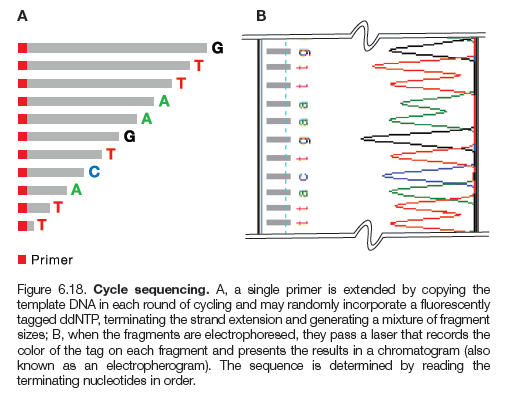 A
B
G
T
T
A
A
G
T
C
A
T
T
g
t
t
a
a
g
t
c
a
t
t
Primer
Figure 6.18. Cycle sequencing. A, a single primer is extended by copying the
template DNA in each round of cycling and may randomly incorporate a fluorescently
tagged ddNTP, terminating the strand extension and generating a mixture of fragment
sizes; B, when the fragments are electrophoresed, they pass a laser that records the
color of the tag on each fragment and presents the results in a chromatogram (also
known as an electropherogram). The sequence is determined by reading the
terminating nucleotides in order.